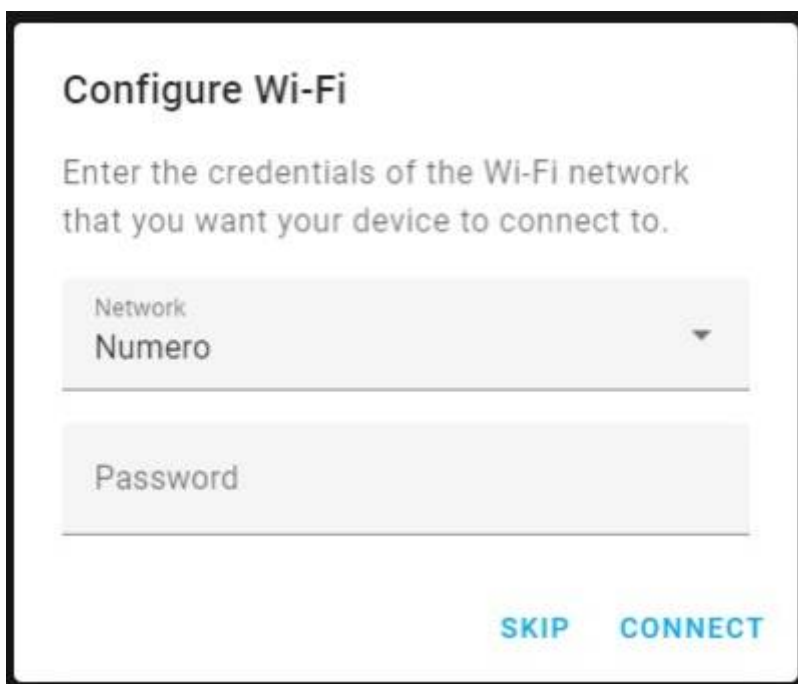 Configure Wi-Fi
Enter the credentials of the Wi-Fi network
that you want your device to connect to.
Network
Numero
Password
SKIP CONNECT